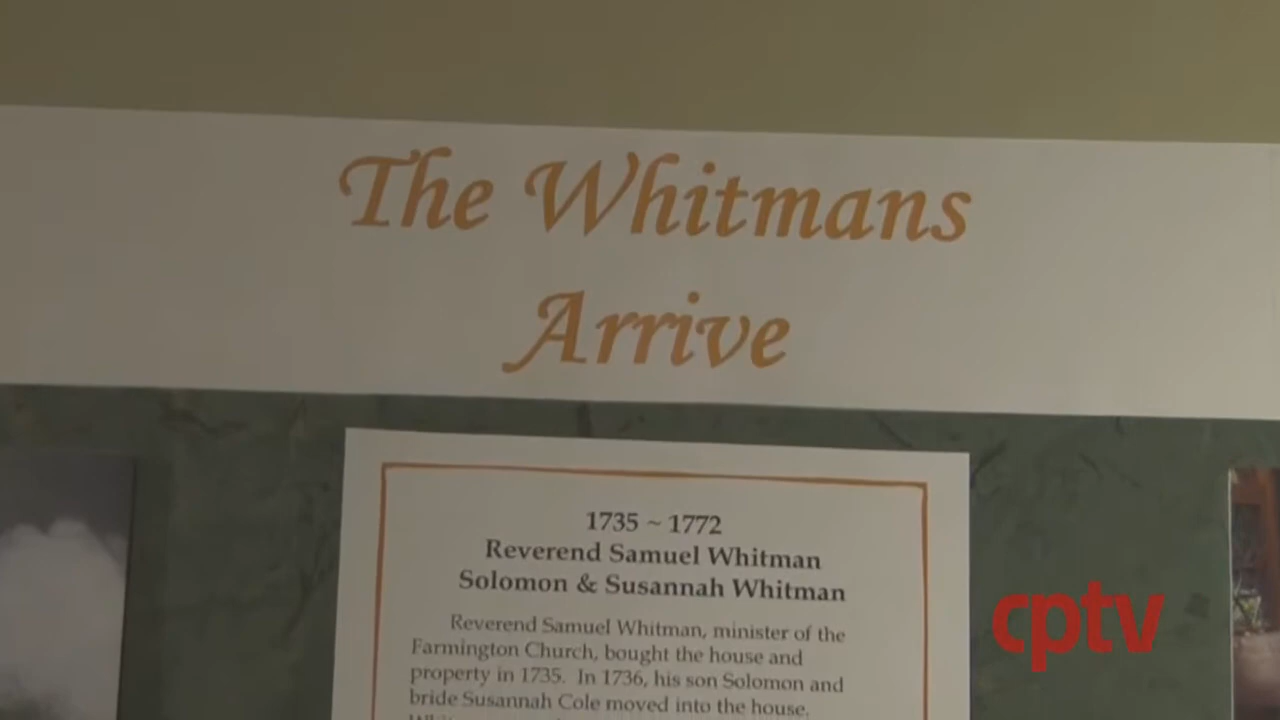 The Whitmans
Arrive
1735 ~ 1772
Reverend Samuel Whitman
Solomon & Susannah Whitman
Reverend Samuel Whitman, minister of the
Farmington Church, bought the house and
property in 1735. In 1736, his son Solomon and
bride Susannah Cole moved into the house.
cptv